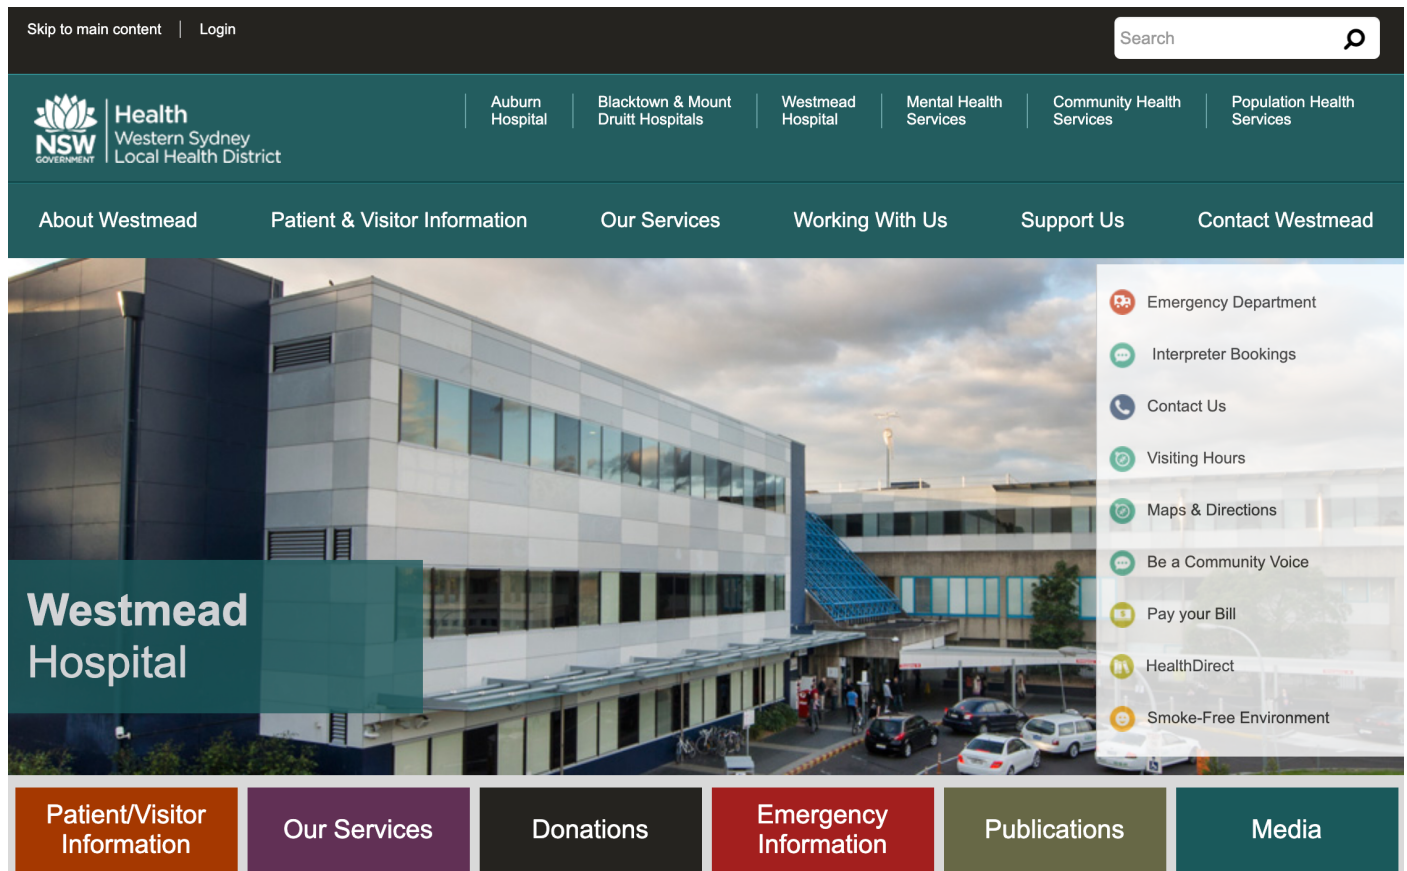 Skip to main content
Login
Search
NSW
GOVERNMENT
Health
Western Sydney
Local Health District
Auburn
Hospital
Blacktown & Mount
Druitt Hospitals
Westmead
Hospital
Mental Health
Services
Community Health
Services
Population Health
Services
About Westmead
Patient & Visitor Information
Our Services
Working With Us
Support Us
Contact Westmead
Emergency Department
Interpreter Bookings
Contact Us
Visiting Hours
Maps & Directions
Be a Community Voice
Pay your Bill
HealthDirect
Smoke-Free Environment
Westmead
Hospital
Patient/Visitor
Information
Our Services
Donations
Emergency
Information
Publications
Media